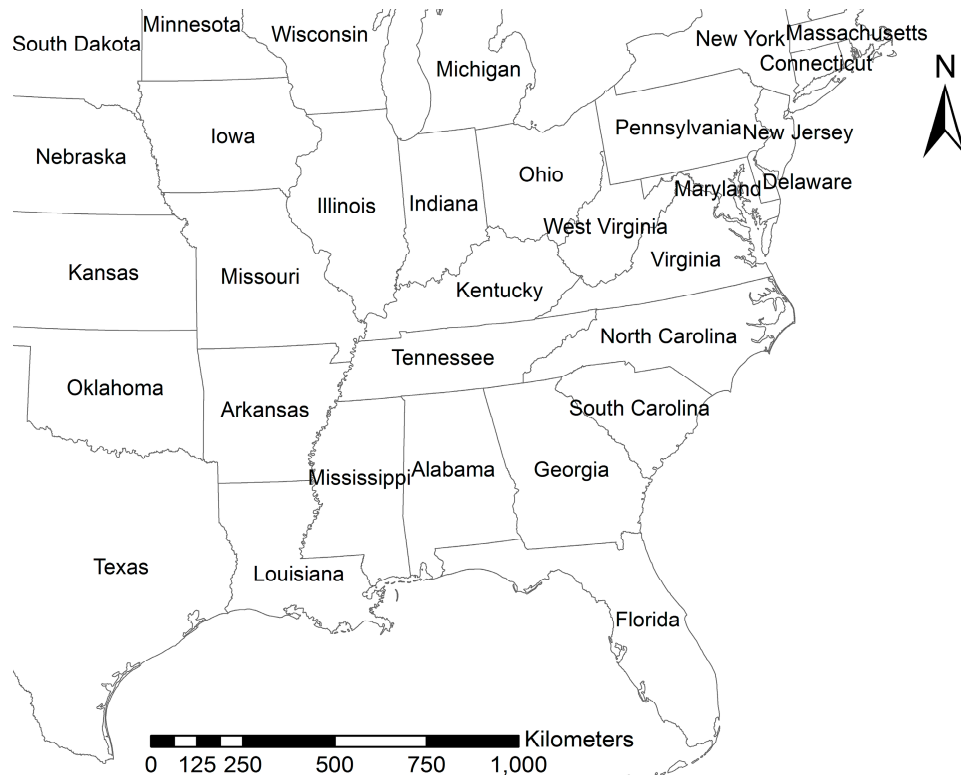 Minnesota
Wisconsin
South Dakota
New York
Massachusetts
Connecticut
Michigan
N
Pennsylvania
New Jersey
Iowa
Nebraska
Ohio
Maryland
Delaware
Illinois
Indiana
West Virginia
Virginia
Kansas
Missouri
Kentucky
North Carolina
Tennessee
Oklahoma
Arkansas
South Carolina
Mississippi
Alabama
Georgia
Texas
Louisiana
Florida
Kilometers
0 125 250 500 750 1,000